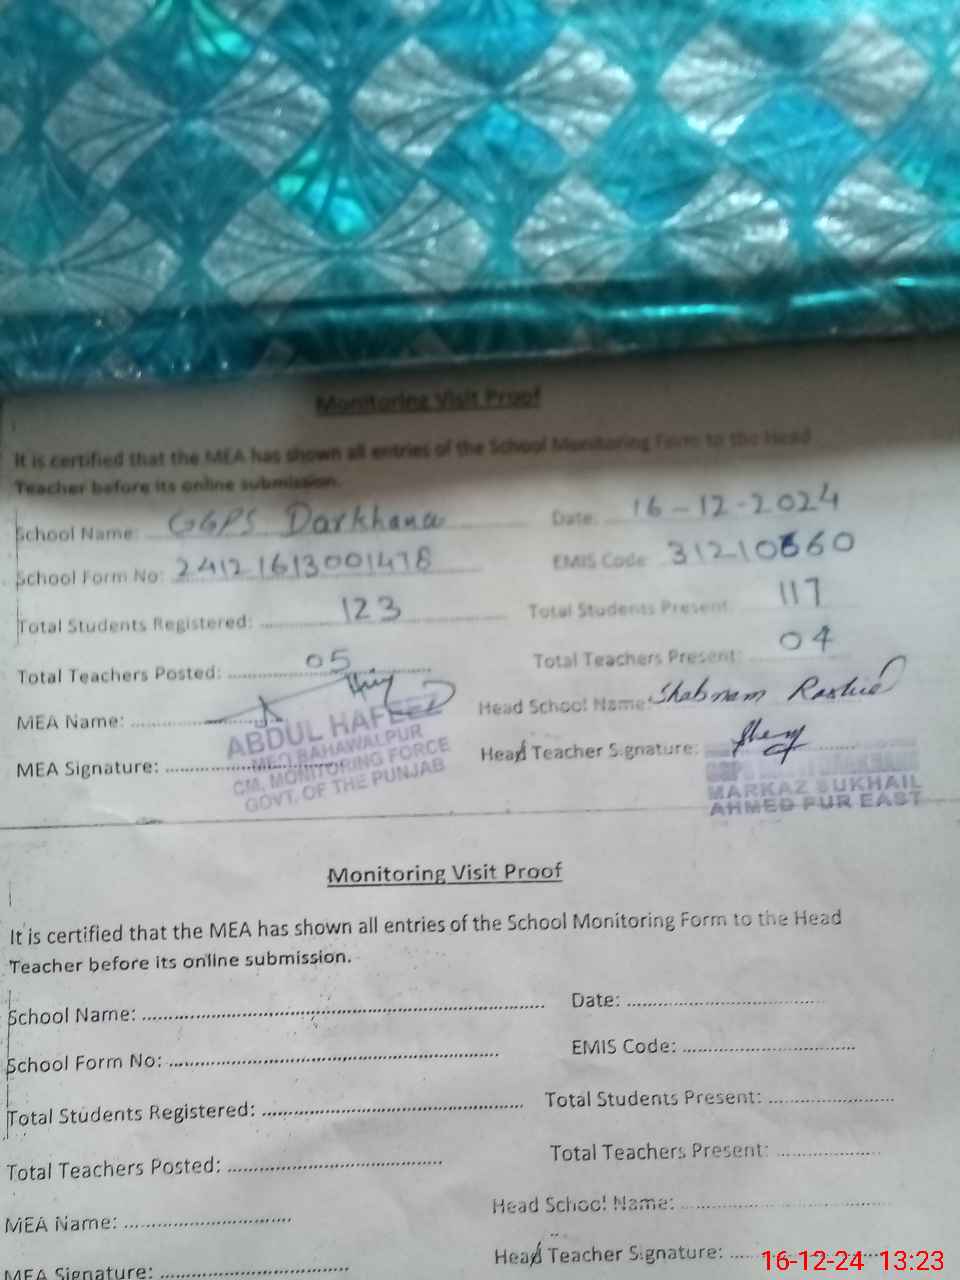 Monitoring Visit Proof
It is certified that the MEA has shown all entries of the School Monitoring Form to the Head
Teacher before its online submission.
School Name: GGPS Darkhana Date: 16-12-2024
School Form No: 24121613001478 EMIS Code 31210660
Total Students Registered: 123 Total Students Present: 117
Total Teachers Posted: 05 Total Teachers Present: 04
MEA Name: Head School Name: Shabnam Rashid
ABDUL HAFEEZ
MEA Signature: Head Teacher Signature:
MEO BAHAWALPUR
CM, MONITORING FORCE
GOVT. OF THE PUNJAB
MARKAZ SUKHAIL
AHMED PUR EAST
Monitoring Visit Proof
It is certified that the MEA has shown all entries of the School Monitoring Form to the Head
Teacher before its online submission.
School Name: Date:
School Form No: EMIS Code:
Total Students Registered: Total Students Present:
Total Teachers Posted: Total Teachers Present:
MEA Name: Head School Name:
MEA Signature: Head Teacher Signature:
16-12-24 13:23